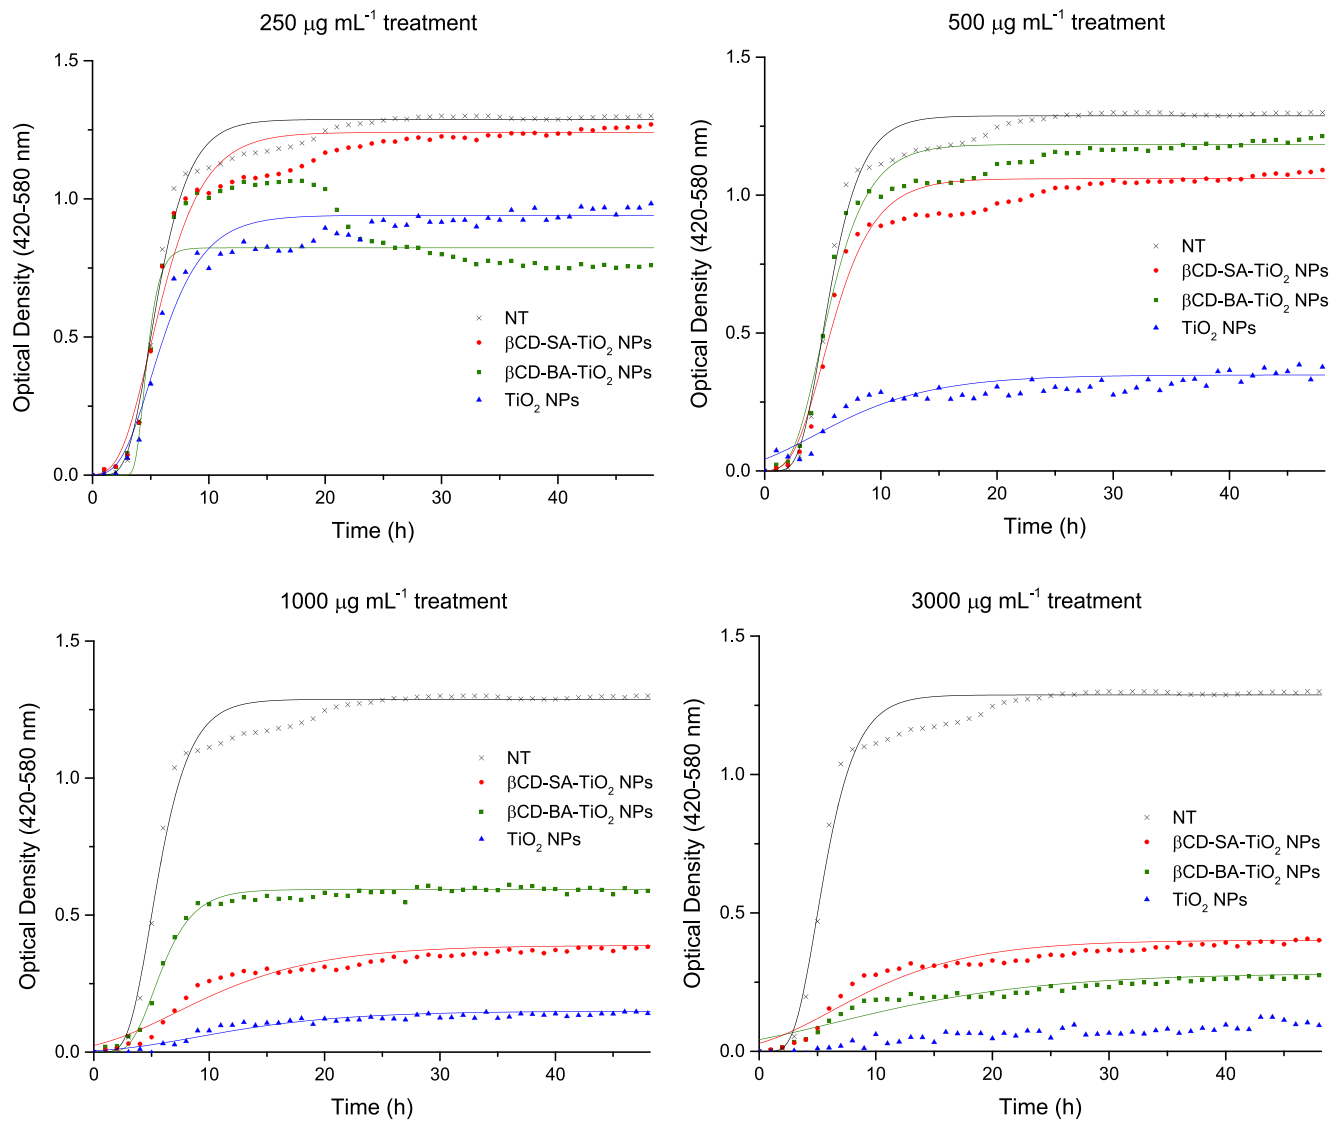 250 μg mL⁻¹ treatment
1.5
1.0
0.5
0.0
Optical Density (420-580 nm)
0 10 20 30 40
Time (h)
NT
βCD-SA-TiO₂ NPs
βCD-BA-TiO₂ NPs
TiO₂ NPs
500 μg mL⁻¹ treatment
1.5
1.0
0.5
0.0
Optical Density (420-580 nm)
0 10 20 30 40
Time (h)
NT
βCD-SA-TiO₂ NPs
βCD-BA-TiO₂ NPs
TiO₂ NPs
1000 μg mL⁻¹ treatment
1.5
1.0
0.5
0.0
Optical Density (420-580 nm)
0 10 20 30 40
Time (h)
NT
βCD-SA-TiO₂ NPs
βCD-BA-TiO₂ NPs
TiO₂ NPs
3000 μg mL⁻¹ treatment
1.5
1.0
0.5
0.0
Optical Density (420-580 nm)
0 10 20 30 40
Time (h)
NT
βCD-SA-TiO₂ NPs
βCD-BA-TiO₂ NPs
TiO₂ NPs